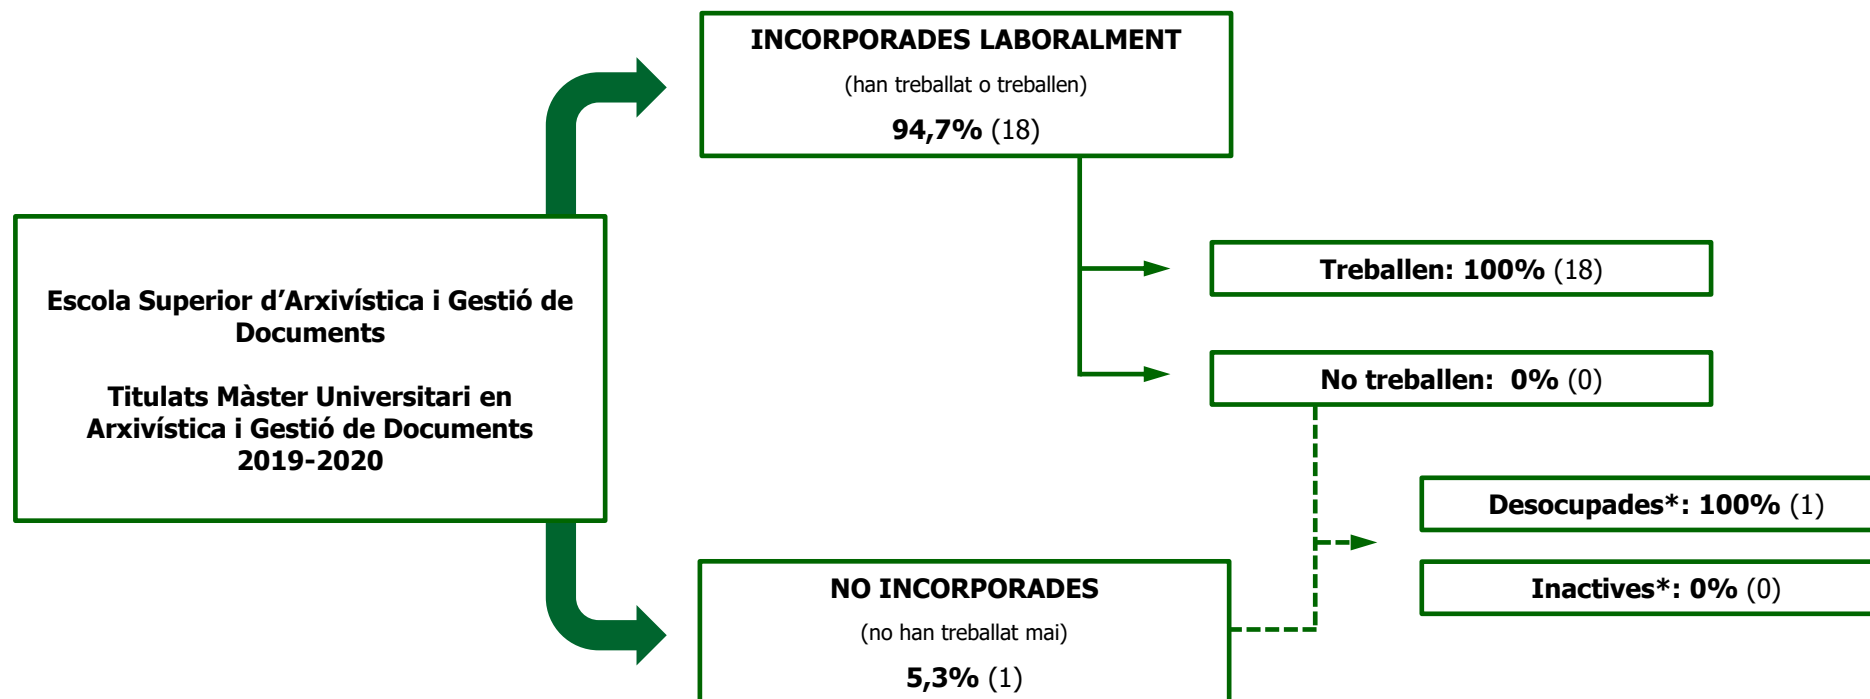 INCORPORADES LABORALMENT
(han treballat o treballen)
94,7% (18)
Escola Superior d’Arxivística i Gestió de
Documents
Titulats Màster Universitari en
Arxivística i Gestió de Documents
2019-2020
Treballen: 100% (18)
No treballen:  0% (0)
Desocupades*: 100% (1)
Inactives*: 0% (0)
NO INCORPORADES
(no han treballat mai)
5,3% (1)